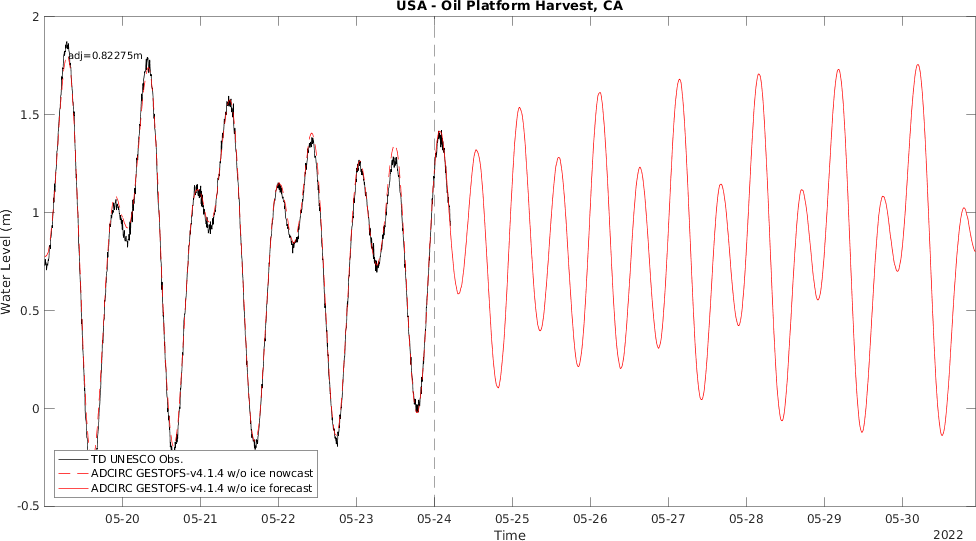 USA - Oil Platform Harvest, CA
2
adj=0.82275m
1.5
1
Water Level (m)
0.5
0
TD UNESCO Obs.
ADCIRC GESTOFS-v4.1.4 w/o ice nowcast
ADCIRC GESTOFS-v4.1.4 w/o ice forecast
-0.5
05-20 05-21 05-22 05-23 05-24 05-25 05-26 05-27 05-28 05-29 05-30
Time
2022